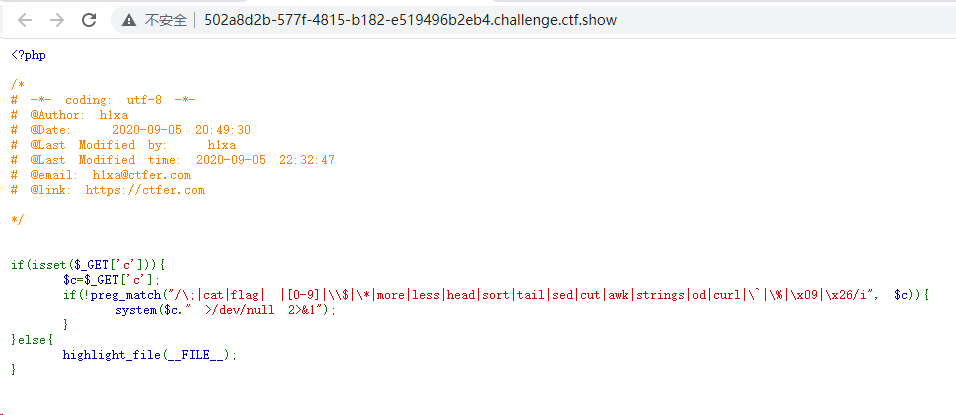 不安全 | 502a8d2b-577f-4815-b182-e519496b2eb4.challenge.ctf.show
<?php
/*
# -*- coding: utf-8 -*-
# @Author: h1xa
# @Date:   2020-09-05 20:49:30
# @Last Modified by:   h1xa
# @Last Modified time: 2020-09-05 22:32:47
# @email: h1xa@ctfer.com
# @link: https://ctfer.com
*/
if(isset($_GET['c'])){
    $c=$_GET['c'];
    if(!preg_match("/\;|cat|flag| |[0-9]|\\$|\*|more|less|head|sort|tail|sed|cut|awk|strings|od|curl|\`|\%|\x09|\x26/i", $c)){
        system($c." >/dev/null 2>&1");
    }
}else{
    highlight_file(__FILE__);
}